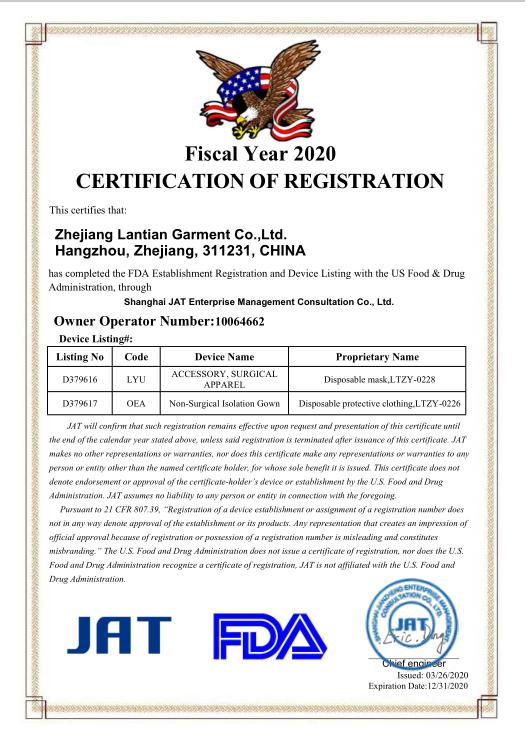 Fiscal Year 2020
CERTIFICATION OF REGISTRATION
This certifies that:
Zhejiang Lantian Garment Co.,Ltd.
Hangzhou, Zhejiang, 311231, CHINA
has completed the FDA Establishment Registration and Device Listing with the US Food & Drug
Administration, through
Shanghai JAT Enterprise Management Consultation Co., Ltd.
Owner Operator Number:10064662
Device Listing#:
Listing No Code Device Name Proprietary Name
D379616 LYU ACCESSORY, SURGICAL APPAREL Disposable mask,LTZY-0228
D379617 OEA Non-Surgical Isolation Gown Disposable protective clothing,LTZY-0226
JAT will confirm that such registration remains effective upon request and presentation of this certificate until
the end of the calendar year stated above, unless said registration is terminated after issuance of this certificate. JAT
makes no other representations or warranties, nor does this certificate make any representations or warranties to any
person or entity other than the named certificate holder, for whose sole benefit it is issued. This certificate does not
denote endorsement or approval of the certificate-holder's device or establishment by the U.S. Food and Drug
Administration. JAT assumes no liability to any person or entity in connection with the foregoing.
Pursuant to 21 CFR 807.39, "Registration of a device establishment or assignment of a registration number does
not in any way denote approval of the establishment or its products. Any representation that creates an impression of
official approval because of registration or possession of a registration number is misleading and constitutes
misbranding." The U.S. Food and Drug Administration does not issue a certificate of registration, nor does the U.S.
Food and Drug Administration recognize a certificate of registration, JAT is not affiliated with the U.S. Food and
Drug Administration.
JAT
FDA
JAT
Chief engineer
Issued: 03/26/2020
Expiration Date:12/31/2020